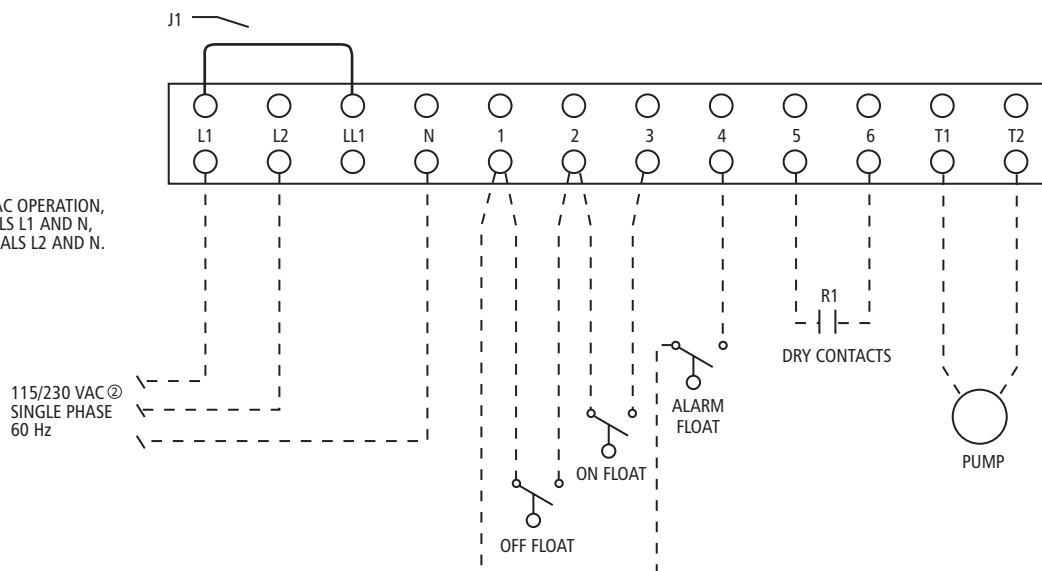 J1
L1 L2 LL1 N 1 2 3 4 5 6 T1 T2
AC OPERATION,
LS L1 AND N,
ALS L2 AND N.
R1
DRY CONTACTS
115/230 VAC ②
SINGLE PHASE
60 Hz
ALARM
FLOAT
ON FLOAT
OFF FLOAT
PUMP